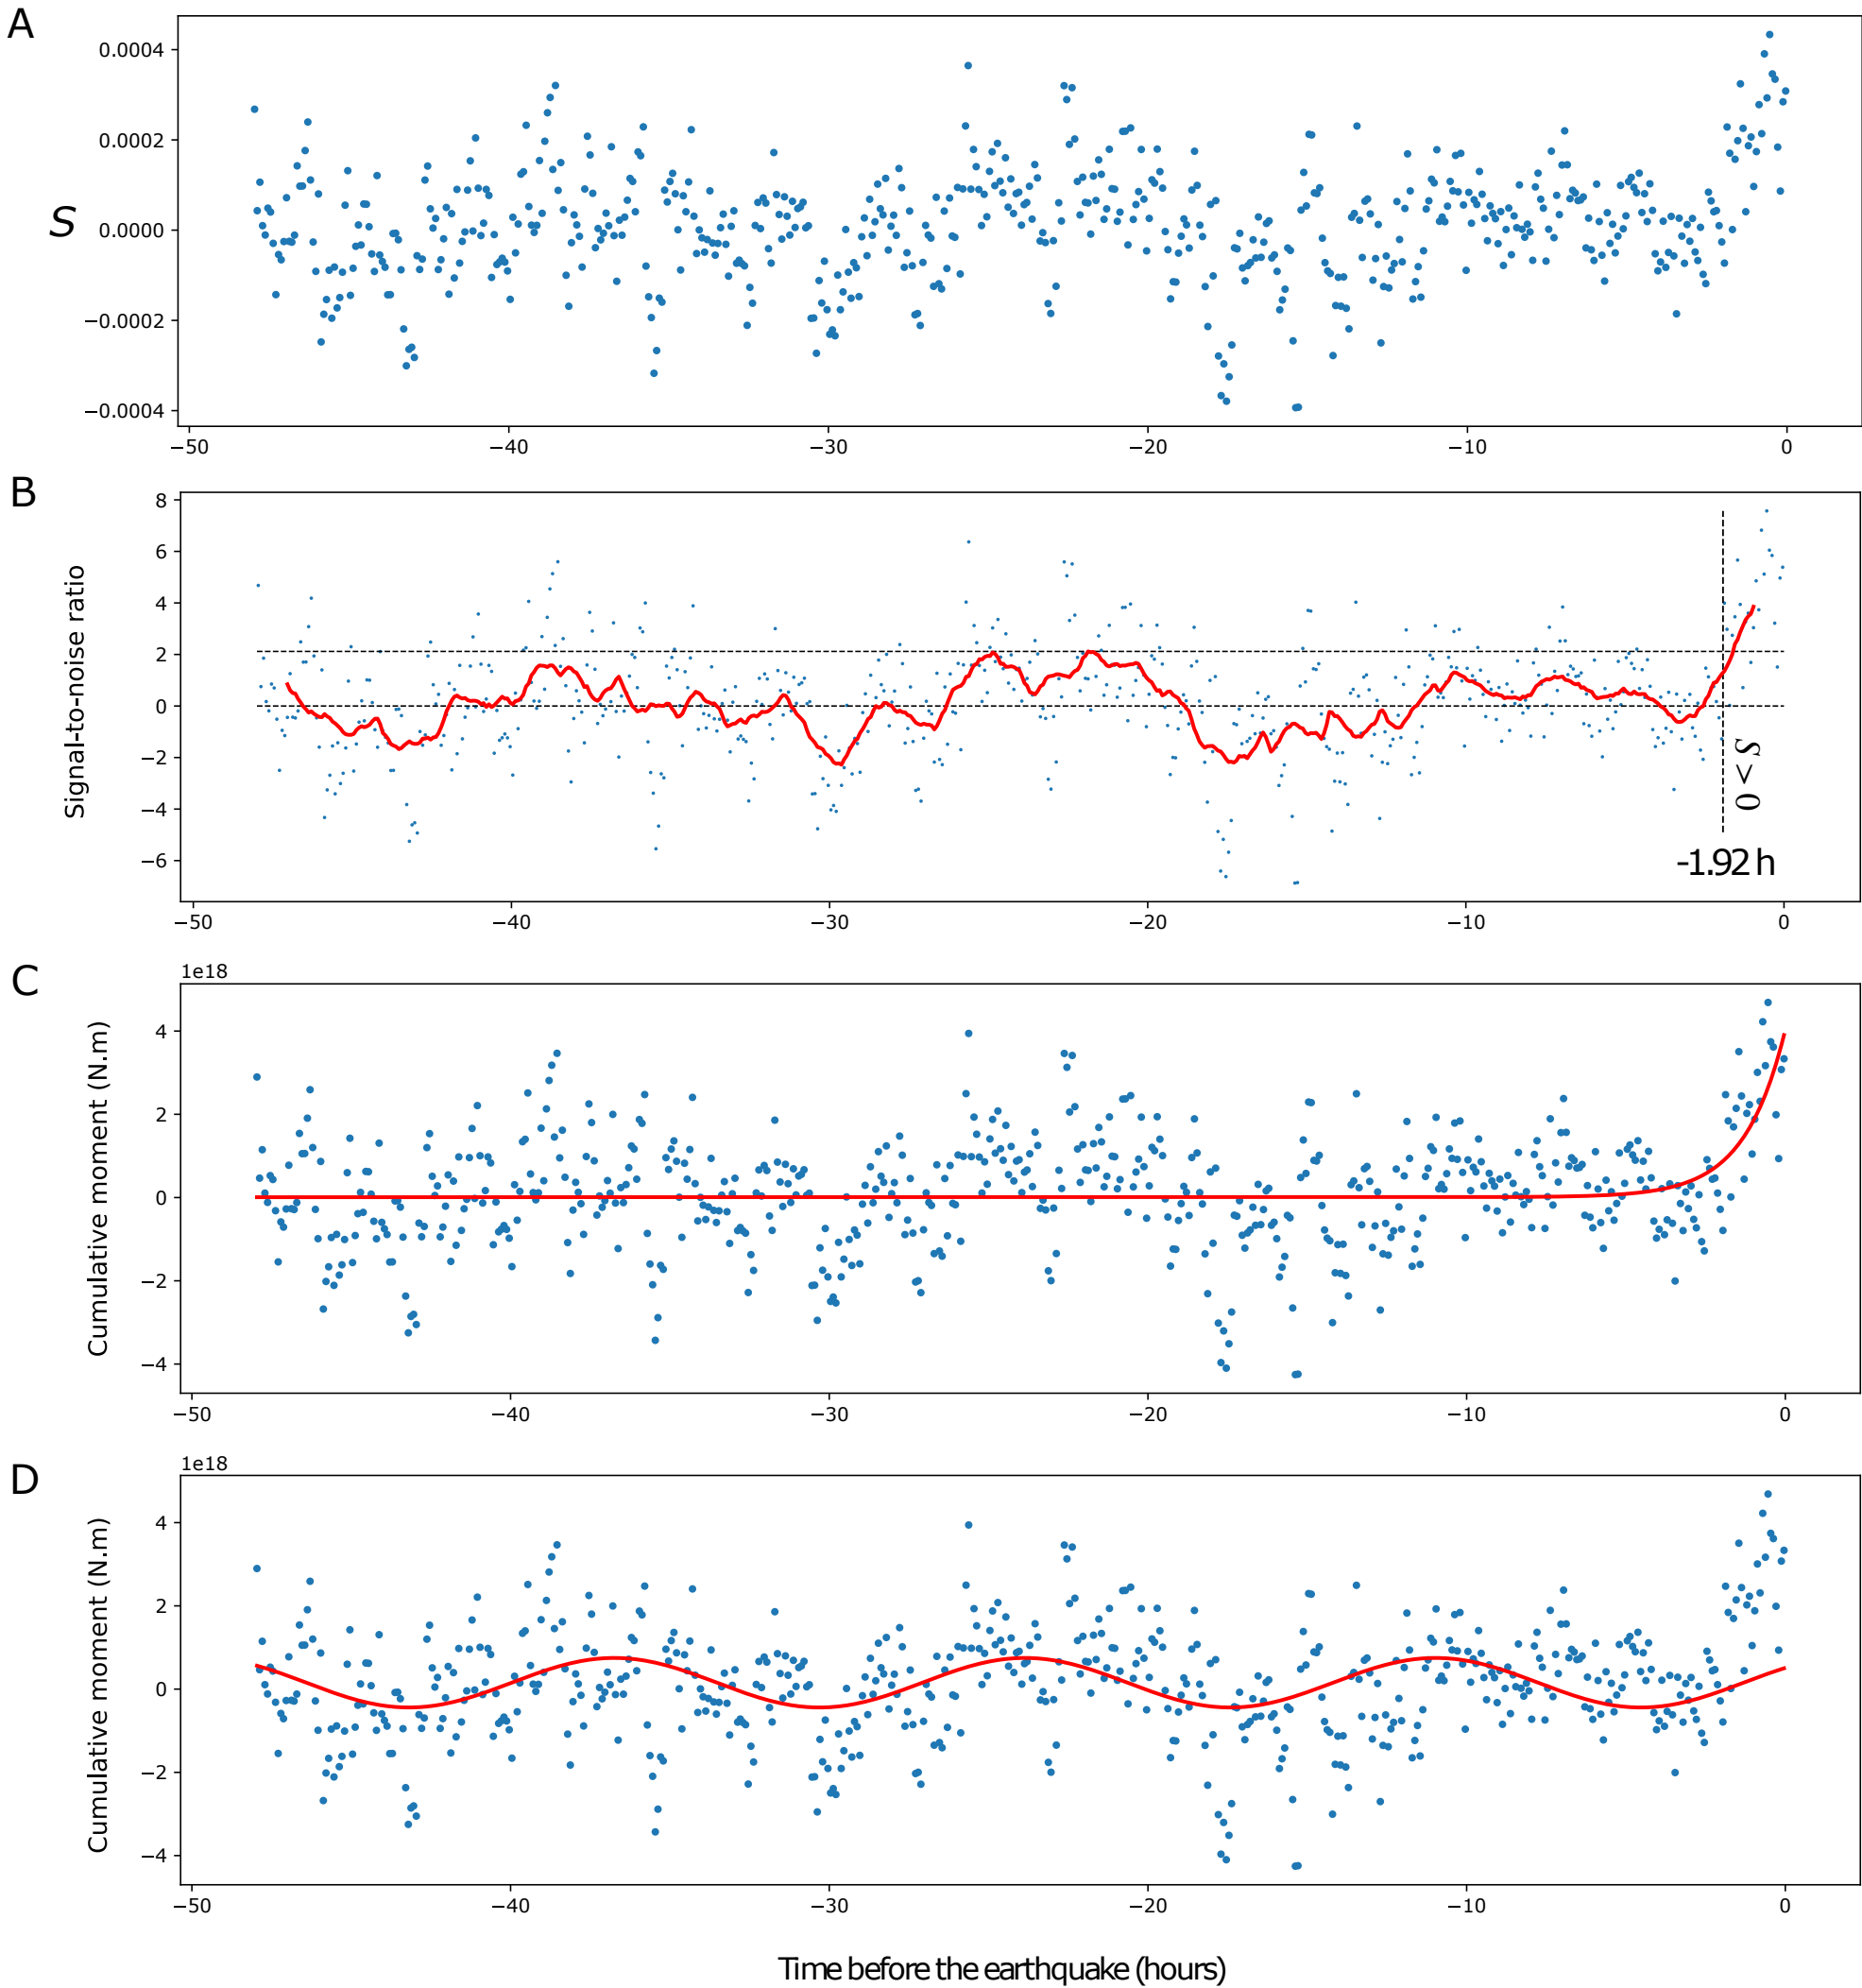 A
S
0.0004
0.0002
0.0000
−0.0002
−0.0004
−50 −40 −30 −20 −10 0
B
Signal-to-noise ratio
8
6
4
2
0
−2
−4
−6
S > 0
-1.92 h
−50 −40 −30 −20 −10 0
C
1e18
Cumulative moment (N.m)
4
2
0
−2
−4
−50 −40 −30 −20 −10 0
D
1e18
Cumulative moment (N.m)
4
2
0
−2
−4
−50 −40 −30 −20 −10 0
Time before the earthquake (hours)